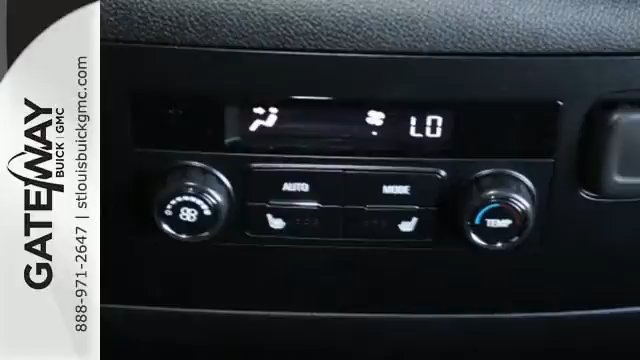 GATEWAY
BUICK | GMC
888-971-2647 | stlouisbuickgmc.com
LO
AUTO
MODE
TEMP